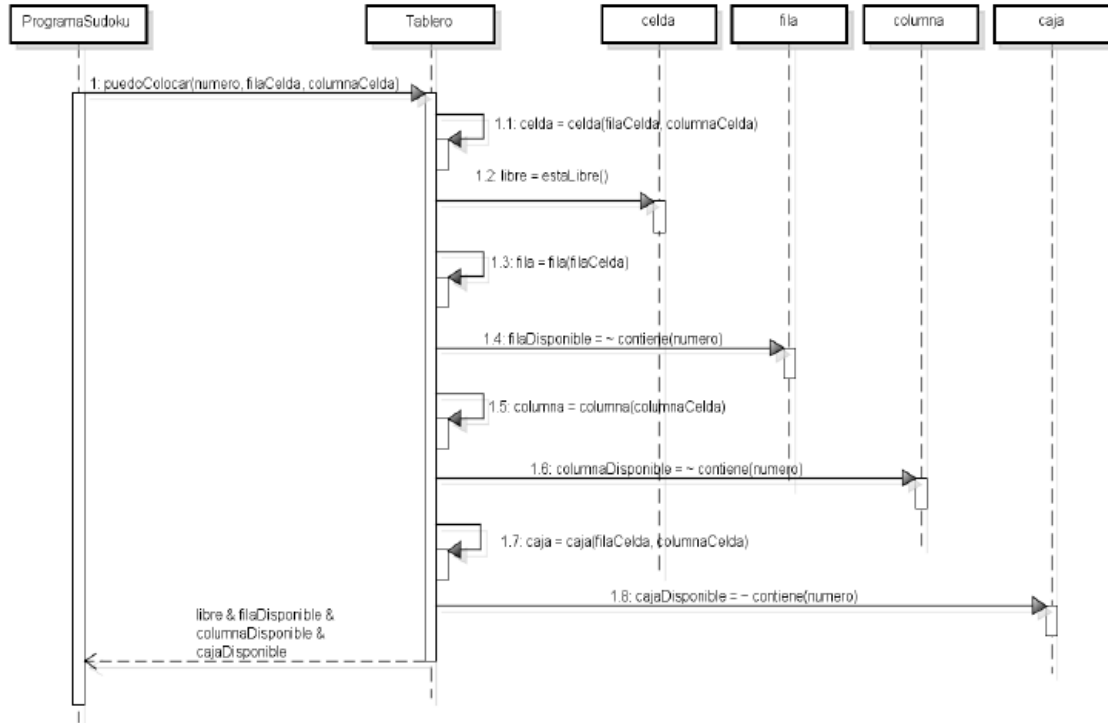 ProgramaSudoku
Tablero
celda
fila
columna
caja
1: puedoColocar(numero, filaCelda, columnaCelda)
1.1: celda = celda(filaCelda, columnaCelda)
1.2: libre = estaLibre()
1.3: fila = fila(filaCelda)
1.4: filaDisponible = ~ contiene(numero)
1.5: columna = columna(columnaCelda)
1.6: columnaDisponible = ~ contiene(numero)
1.7: caja = caja(filaCelda, columnaCelda)
1.8: cajaDisponible = ~ contiene(numero)
libre & filaDisponible &
columnaDisponible &
cajaDisponible